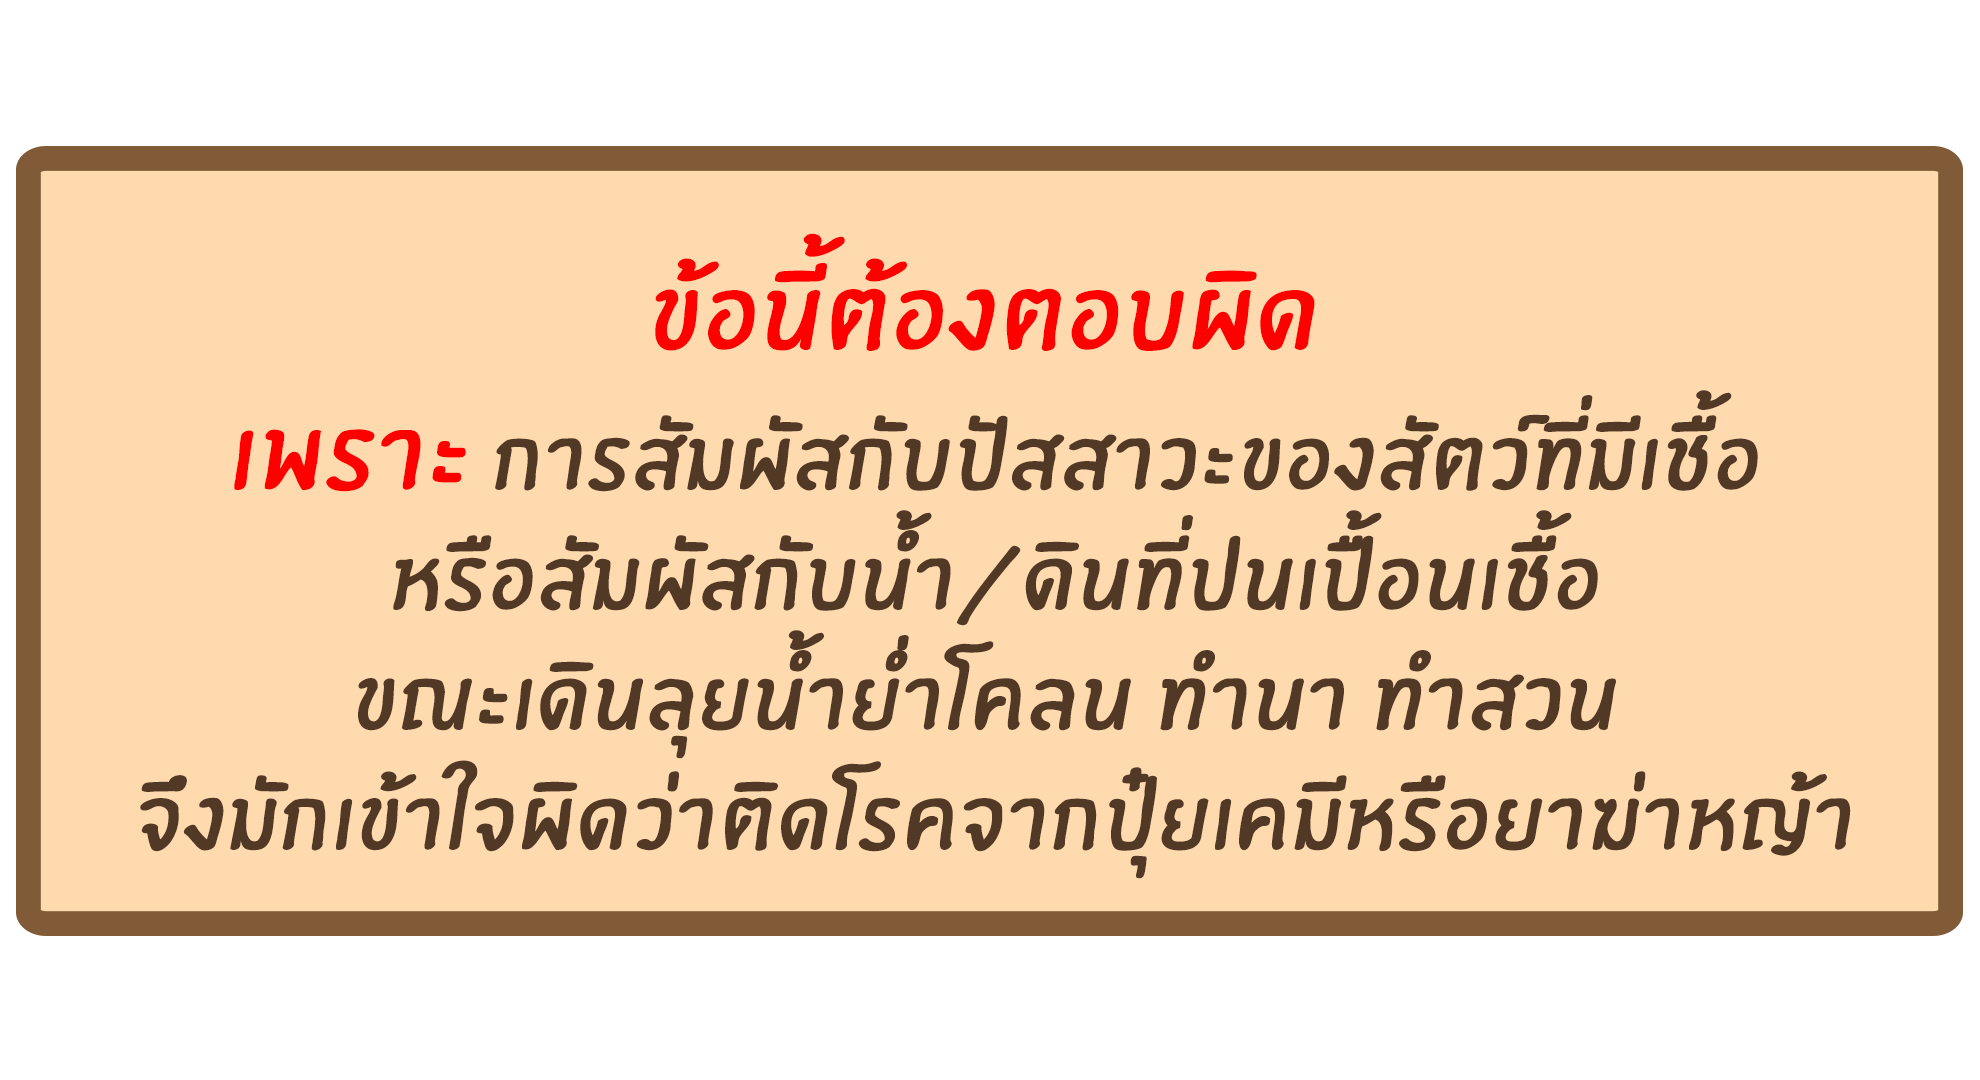 ข้อนี้ต้องตอบผิด
เพราะ การสัมผัสกับปัสสาวะของสัตว์ที่มีเชื้อ
หรือสัมผัสกับน้ำ/ดินที่ปนเปื้อนเชื้อ
ขณะเดินลุยน้ำย่ำโคลน ทำนา ทำสวน
จึงมักเข้าใจผิดว่าติดโรคจากปุ๋ยเคมีหรือยาฆ่าหญ้า